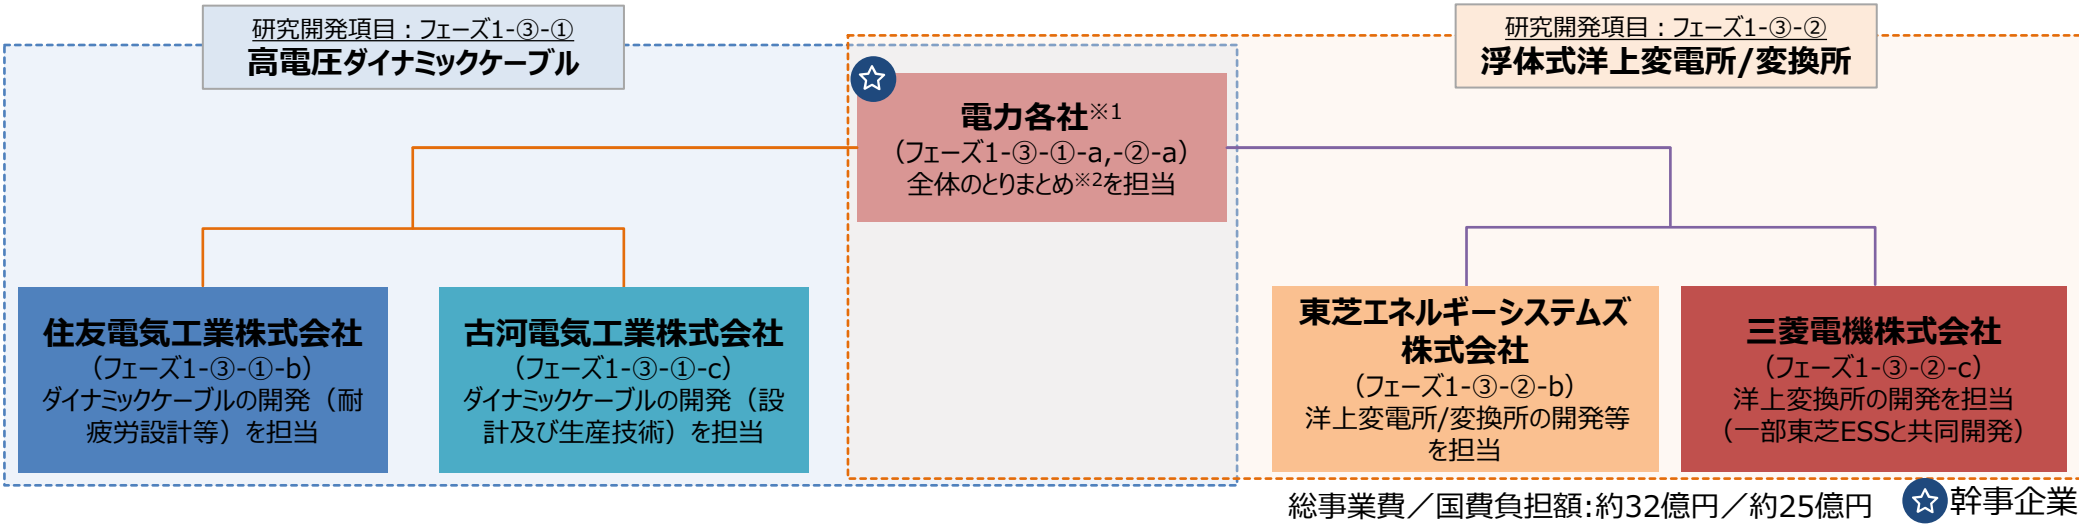 研究開発項目：フェーズ1-③-①
高電圧ダイナミックケーブル
研究開発項目：フェーズ1-③-②
浮体式洋上変電所/変換所
電力各社※1
（フェーズ1-③-①-a,-②-a）
全体のとりまとめ※2を担当
住友電気工業株式会社
（フェーズ1-③-①-b）
ダイナミックケーブルの開発（耐
疲労設計等）を担当
古河電気工業株式会社
（フェーズ1-③-①-c）
ダイナミックケーブルの開発（設
計及び生産技術）を担当
東芝エネルギーシステムズ
株式会社
（フェーズ1-③-②-b）
洋上変電所/変換所の開発等
を担当
三菱電機株式会社
（フェーズ1-③-②-c）
洋上変換所の開発を担当
（一部東芝ESSと共同開発）
総事業費／国費負担額:約32億円／約25億円
幹事企業